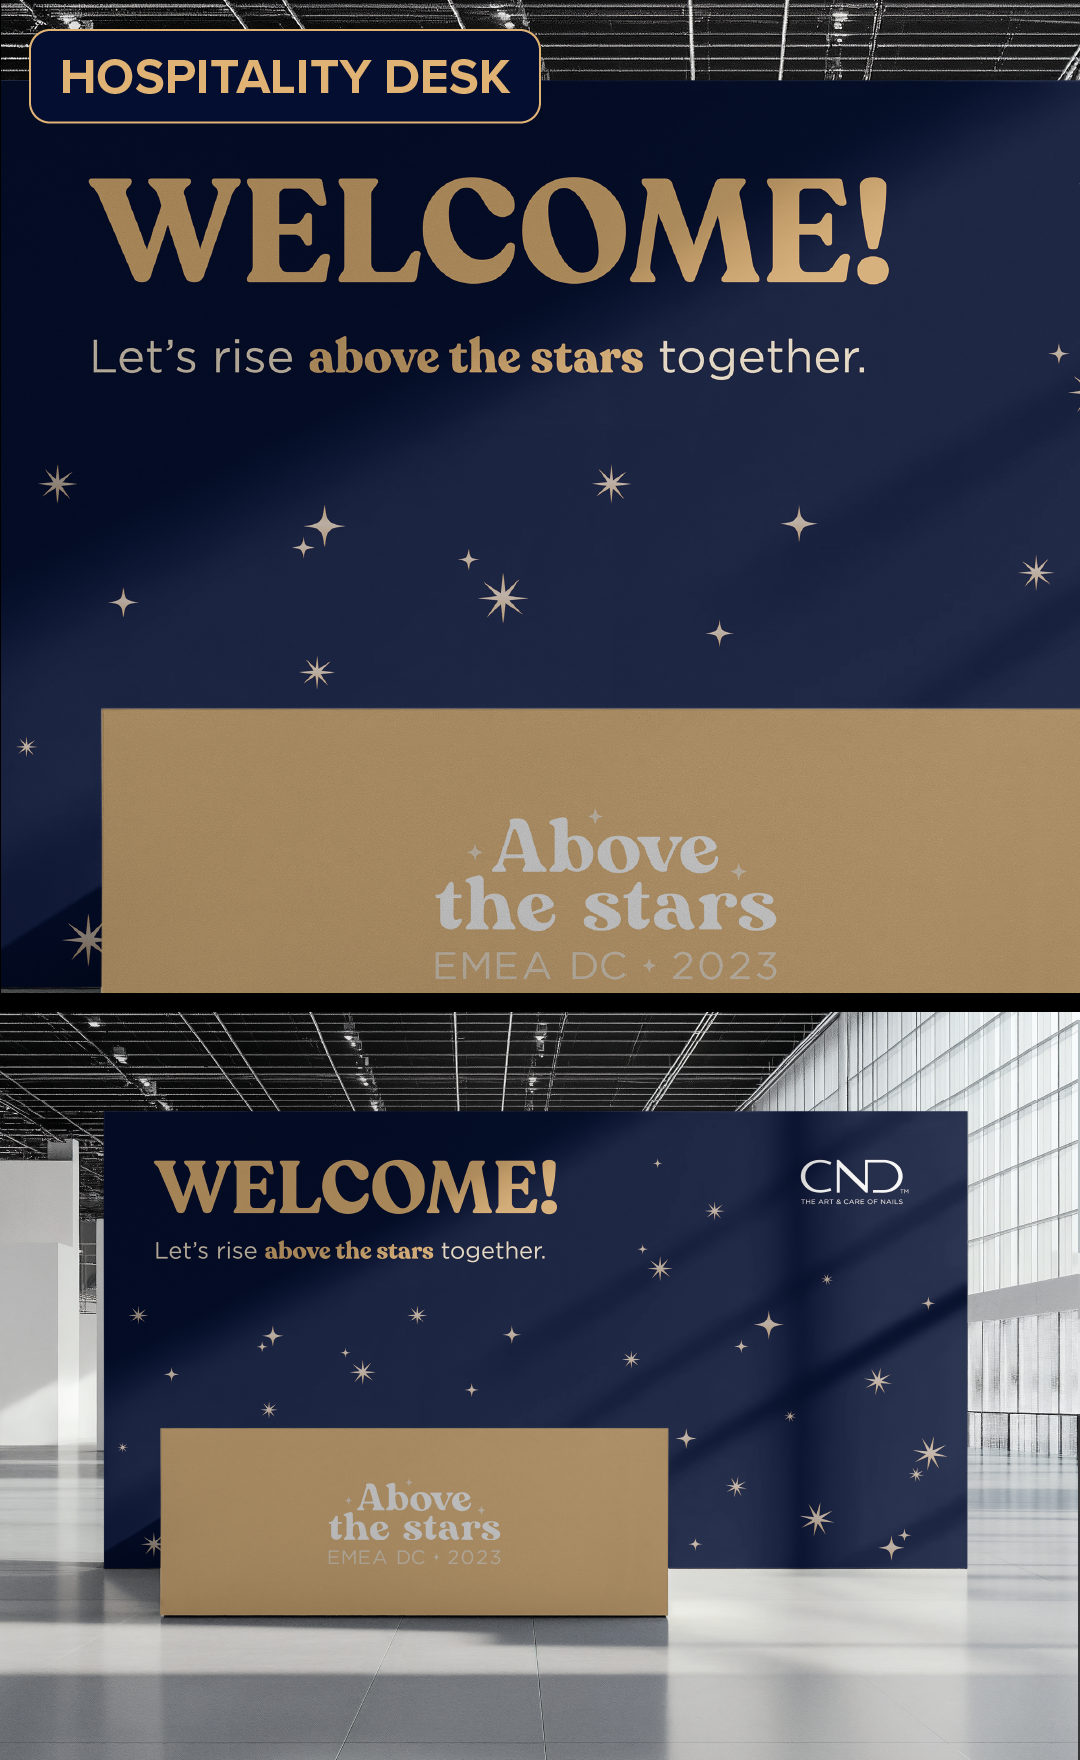 HOSPITALITY DESK
WELCOME!
Let's rise above the stars together.
Above
the stars
EMEA DC ✦ 2023
WELCOME!
Let's rise above the stars together.
CND™
THE ART & CARE OF NAILS
Above
the stars
EMEA DC ✦ 2023